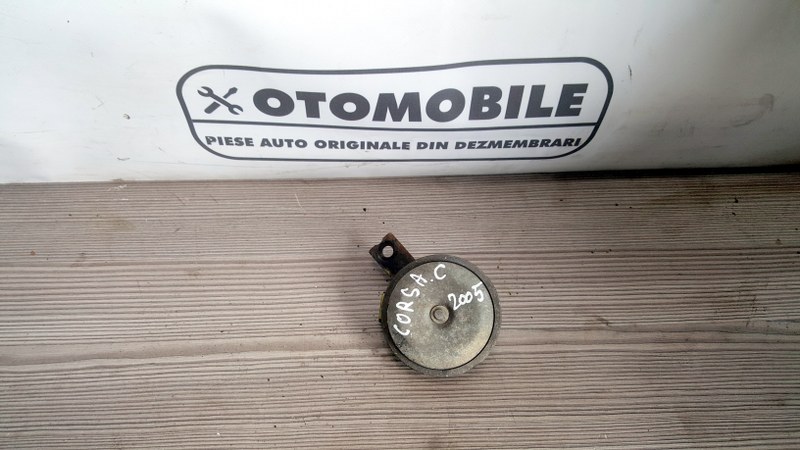 OTOMOBILE
PIESE AUTO ORIGINALE DIN DEZMEMBRARI
CORSA.C
2005